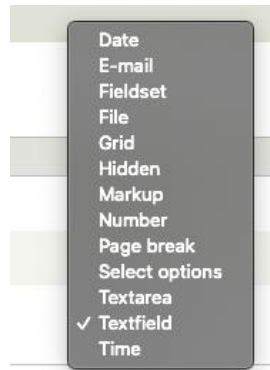 Date
E-mail
Fieldset
File
Grid
Hidden
Markup
Number
Page break
Select options
Textarea
✓ Textfield
Time